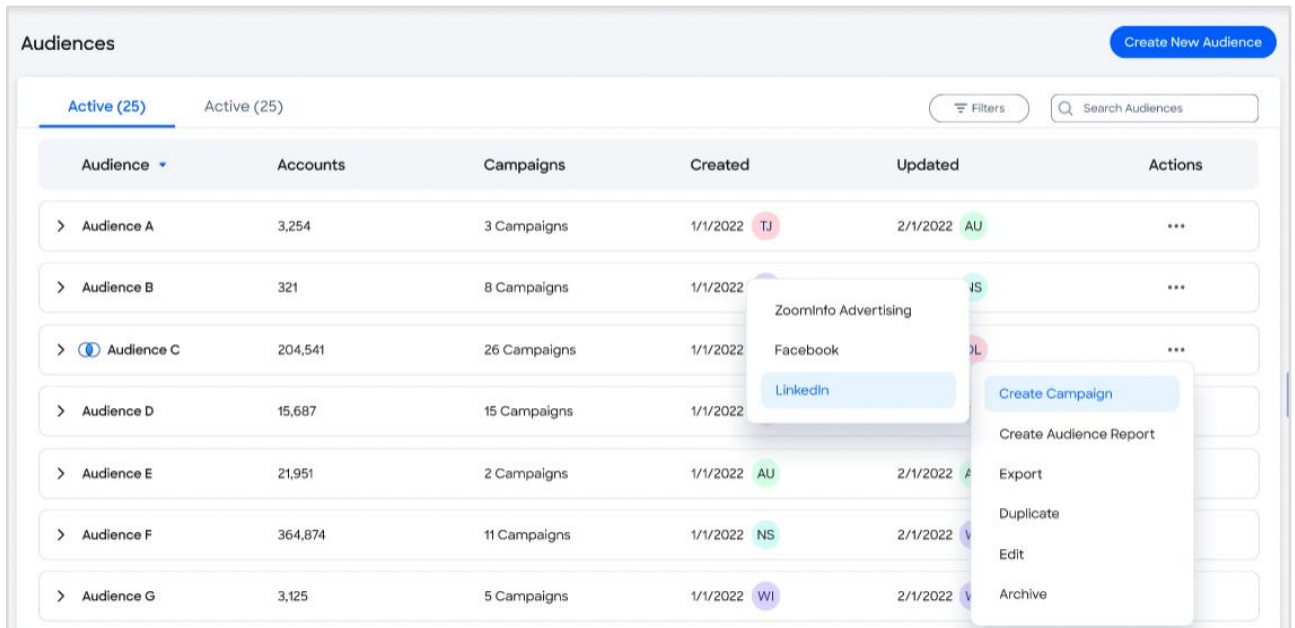 Audiences
Create New Audience
Active (25) Active (25) Filters Search Audiences
Audience Accounts Campaigns Created Updated Actions
Audience A 3,254 3 Campaigns 1/1/2022 TJ 2/1/2022 AU
Audience B 321 8 Campaigns 1/1/2022
ZoomInfo Advertising
Audience C 204,541 26 Campaigns 1/1/2022
Facebook
LinkedIn
Create Campaign
Audience D 15,687 15 Campaigns 1/1/2022
Create Audience Report
Audience E 21,951 2 Campaigns 1/1/2022 AU 2/1/2022
Export
Duplicate
Audience F 364,874 11 Campaigns 1/1/2022 NS 2/1/2022
Edit
Audience G 3,125 5 Campaigns 1/1/2022 WI 2/1/2022
Archive